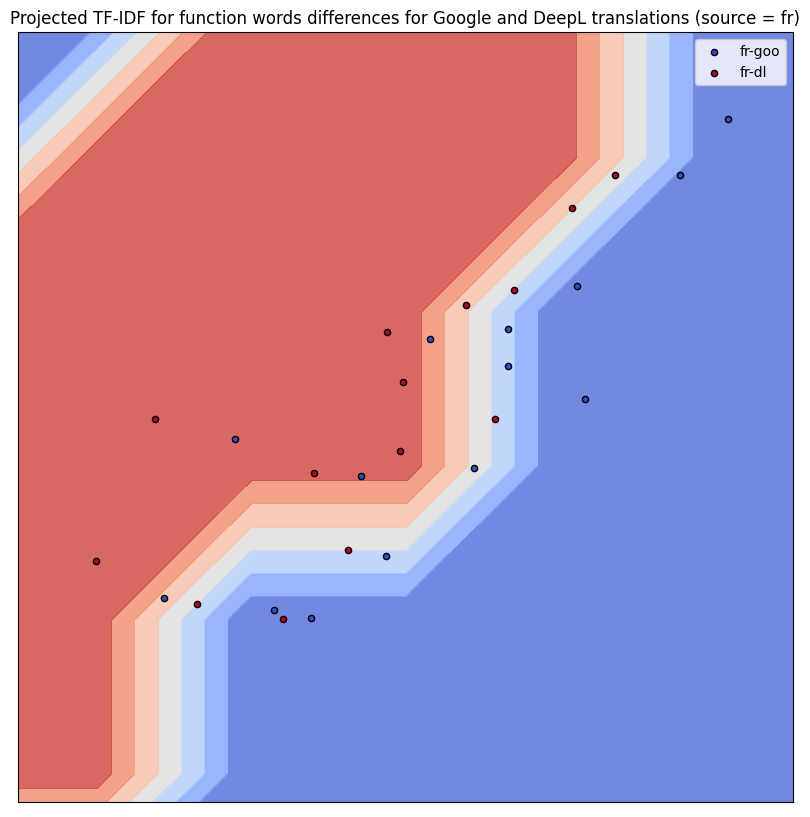 Projected TF-IDF for function words differences for Google and DeepL translations (source = fr)
fr-goo
fr-dl